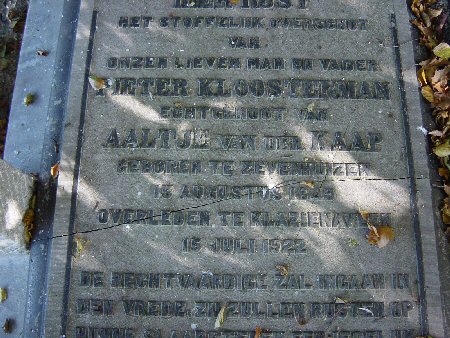 HET STOFFELIJK OVERSCHOT
VAN
ONZEN LIEVEN MAN EN VADER
PIETER KLOOSTERMAN
ECHTGENOOT VAN
AALTJE VAN DER KAAP
GEBOREN TE ZEVENHUIZEN
AUGUSTUS
OVERLEDEN TE KLAZIENAVEEN
15 JULI 1922
DE RECHTVAARDIGE ZAL INGAAN IN
DEN VREDE, ZIJ ZULLEN RUSTEN OP